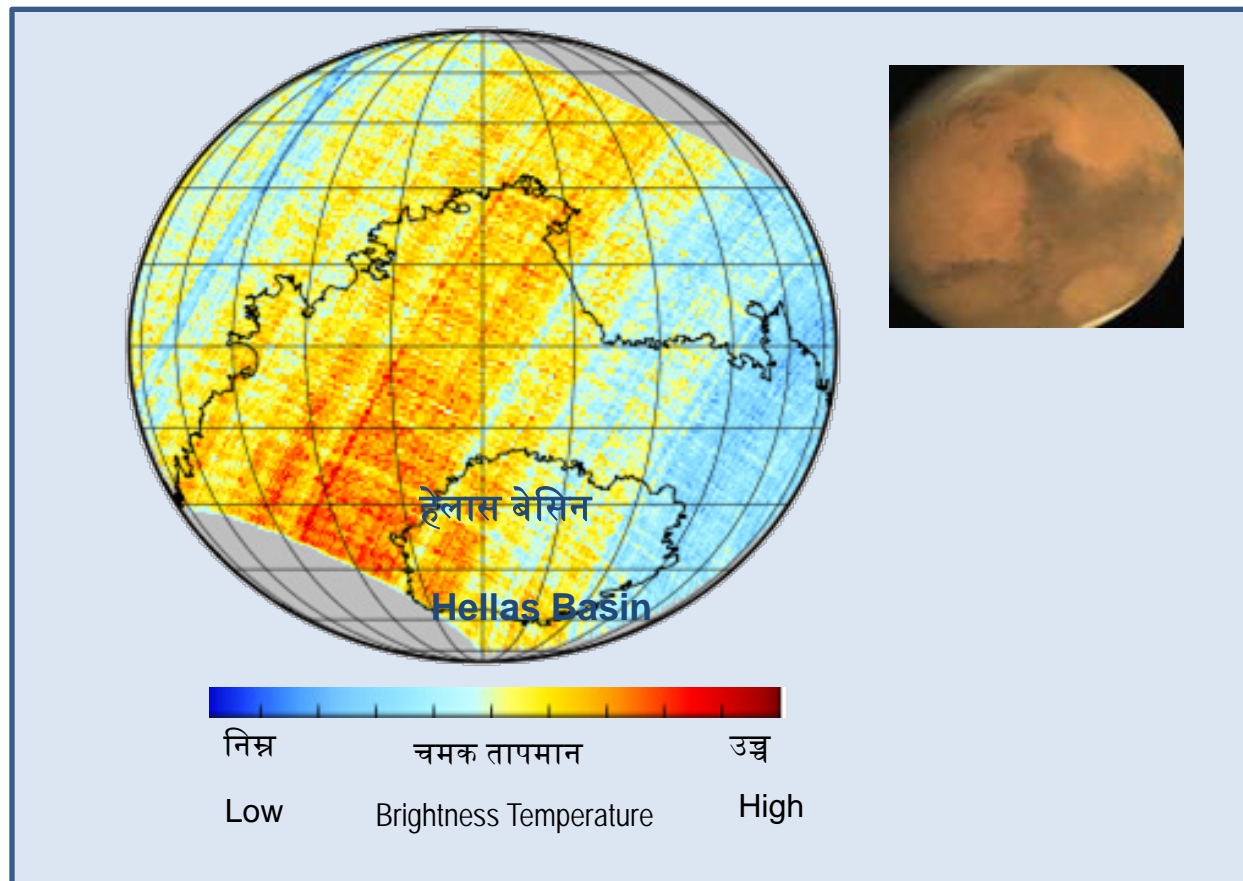 हेलास बेसिन
Hellas Basin
निम्न चमक तापमान उच्च
Low Brightness Temperature High